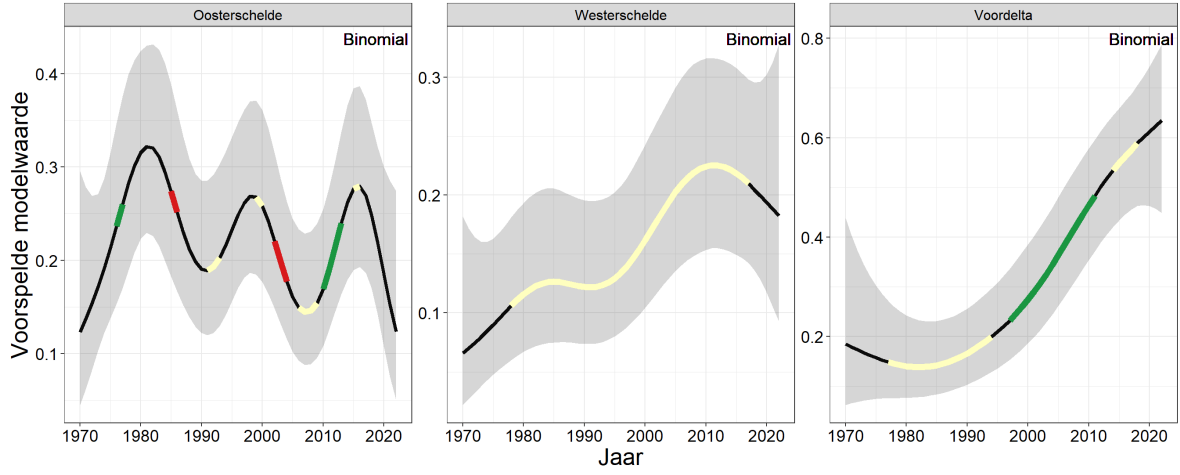 Oosterschelde
Westerschelde
Voordelta
Binomial
Binomial
Binomial
Voorspelde modelwaarde
0.4
0.3
0.2
0.1
0.3
0.2
0.1
0.8
0.6
0.4
0.2
1970 1980 1990 2000 2010 2020
1970 1980 1990 2000 2010 2020
1970 1980 1990 2000 2010 2020
Jaar